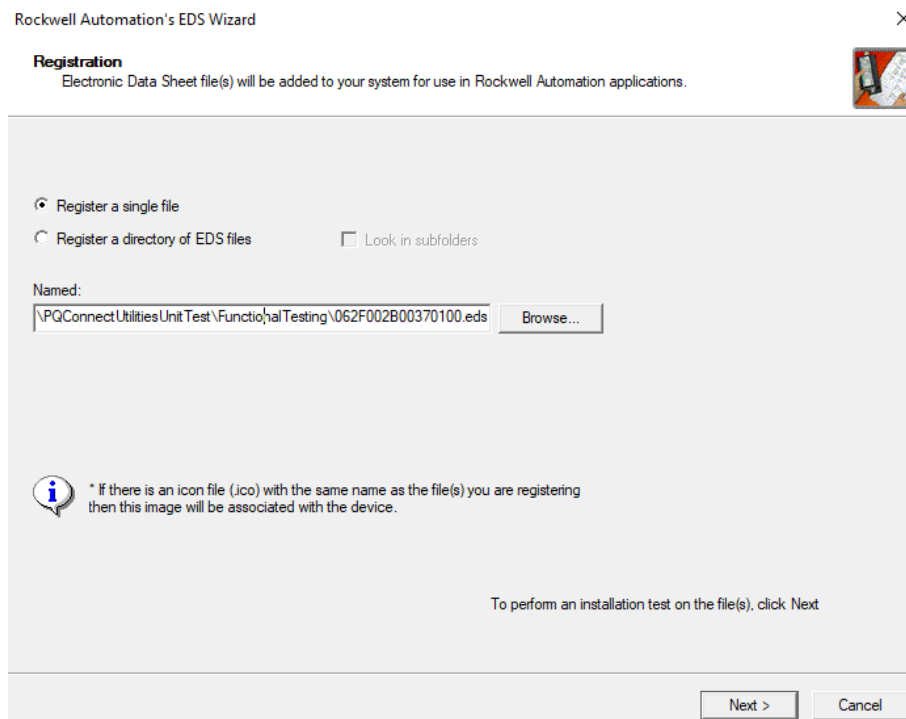 Rockwell Automation's EDS Wizard
Registration
Electronic Data Sheet file(s) will be added to your system for use in Rockwell Automation applications.
Register a single file
Register a directory of EDS files
Look in subfolders
Named:
\PQConnectUtilitiesUnitTest\FunctionalTesting\062F002B00370100.eds
Browse...
* If there is an icon file (.ico) with the same name as the file(s) you are registering
then this image will be associated with the device.
To perform an installation test on the file(s), click Next
Next >
Cancel